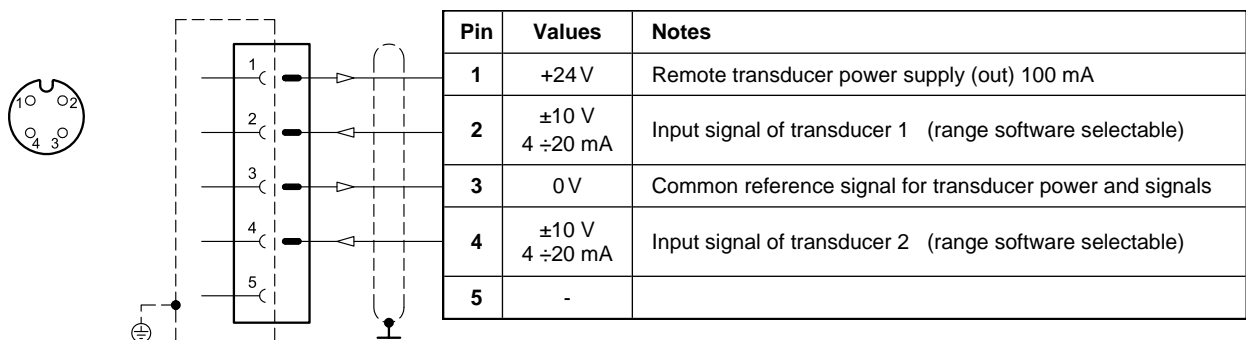 1 2
4 3
1
2
3
4
5
Pin Values Notes
1 +24 V Remote transducer power supply (out) 100 mA
2 ±10 V
4 ÷20 mA Input signal of transducer 1 (range software selectable)
3 0 V Common reference signal for transducer power and signals
4 ±10 V
4 ÷20 mA Input signal of transducer 2 (range software selectable)
5 -